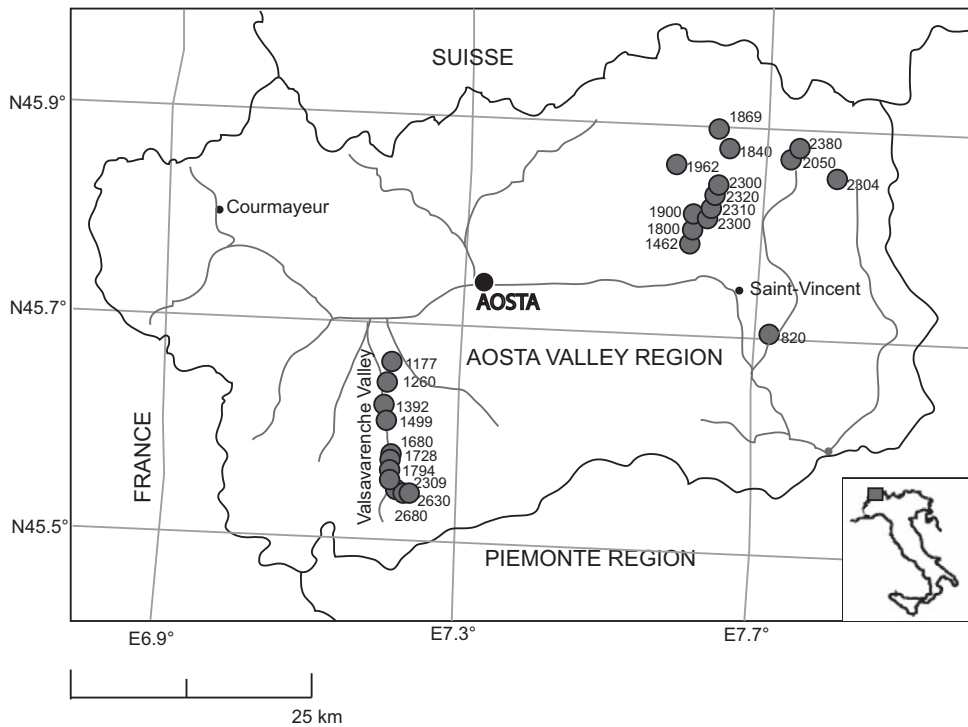 SUISSE
N45.9°
1869
1840
2380
2050
1962
2304
2300
2320
Courmayeur
1900
2310
2300
1800
1462
AOSTA
Saint-Vincent
N45.7°
820
AOSTA VALLEY REGION
1177
1260
1392
1499
Valsavarenche Valley
FRANCE
1680
1728
1794
2309
2630
2680
N45.5°
PIEMONTE REGION
E6.9°
E7.3°
E7.7°
25 km